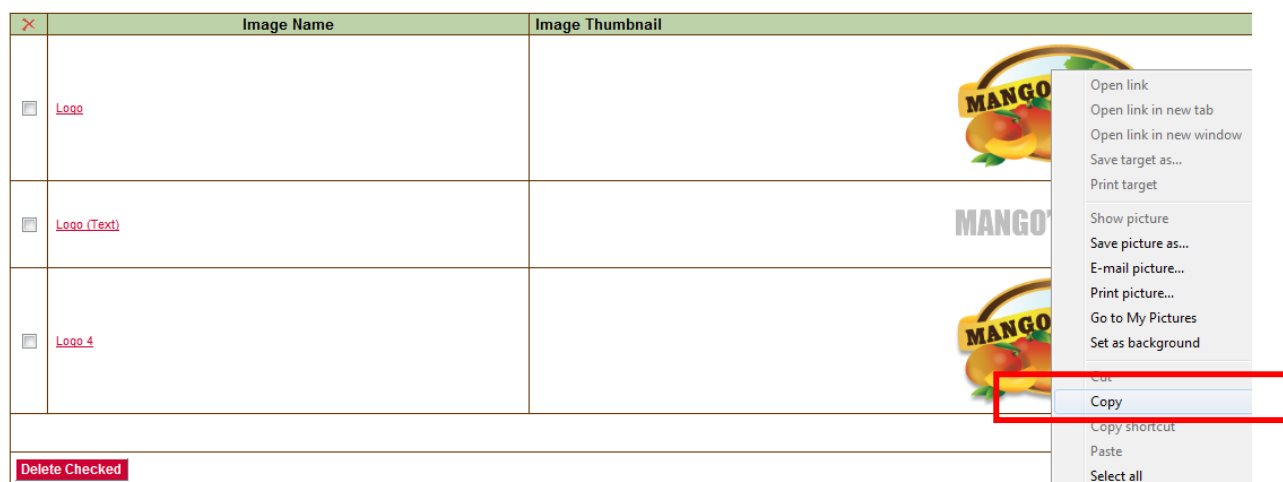 Image Name
Image Thumbnail
Logo
MANGO
Logo (Text)
MANGO'
Logo 4
MANGO
Delete Checked
Open link
Open link in new tab
Open link in new window
Save target as...
Print target
Show picture
Save picture as...
E-mail picture...
Print picture...
Go to My Pictures
Set as background
Cut
Copy
Copy shortcut
Paste
Select all